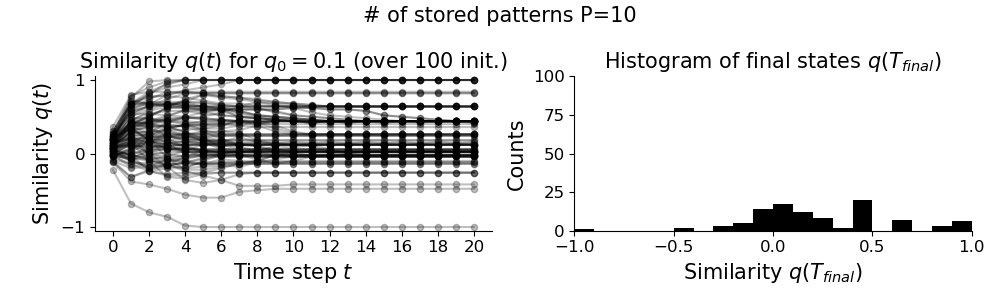 # of stored patterns P=10
Similarity q(t) for q₀ = 0.1 (over 100 init.)
Similarity q(t)
1
0
−1
0 2 4 6 8 10 12 14 16 18 20
Time step t
Histogram of final states q(T_final)
Counts
100
75
50
25
0
−1.0 −0.5 0.0 0.5 1.0
Similarity q(T_final)